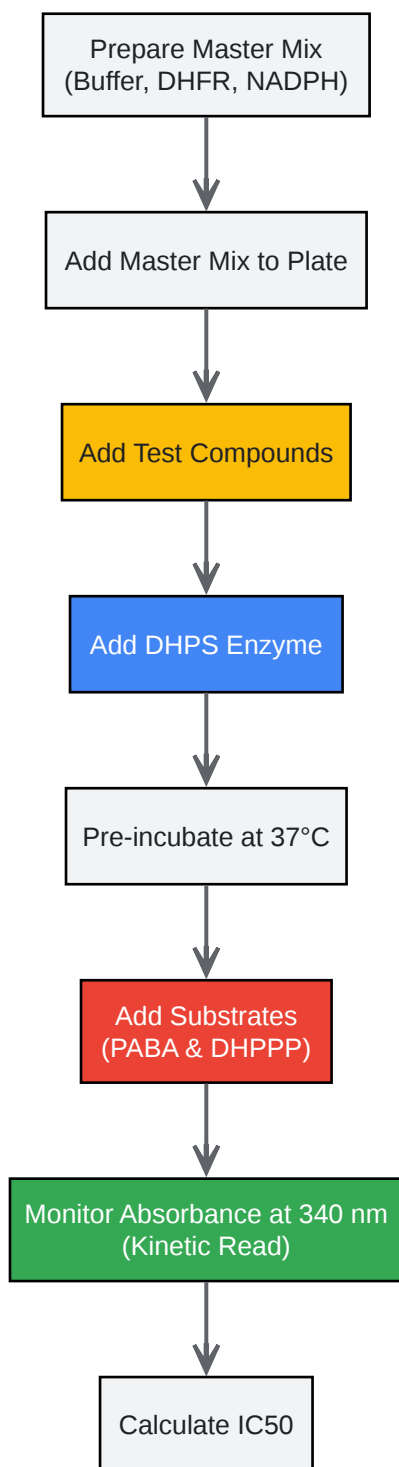 Prepare Master Mix
(Buffer, DHFR, NADPH)
Add Master Mix to Plate
Add Test Compounds
Add DHPS Enzyme
Pre-incubate at 37°C
Add Substrates
(PABA & DHPPP)
Monitor Absorbance at 340 nm
(Kinetic Read)
Calculate IC50